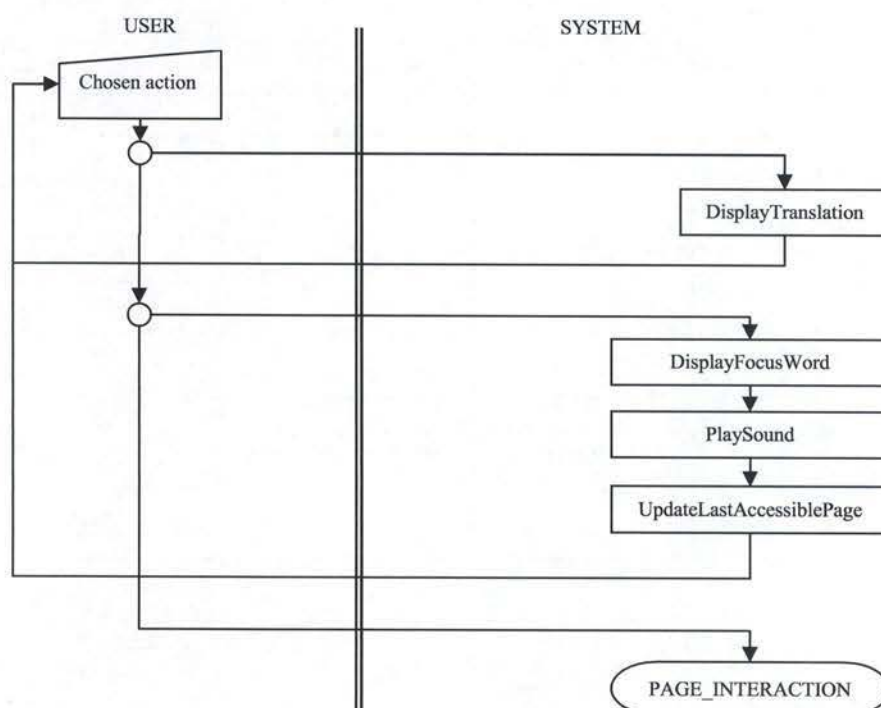 USER
SYSTEM
Chosen action
DisplayTranslation
DisplayFocusWord
PlaySound
UpdateLastAccessiblePage
PAGE_INTERACTION